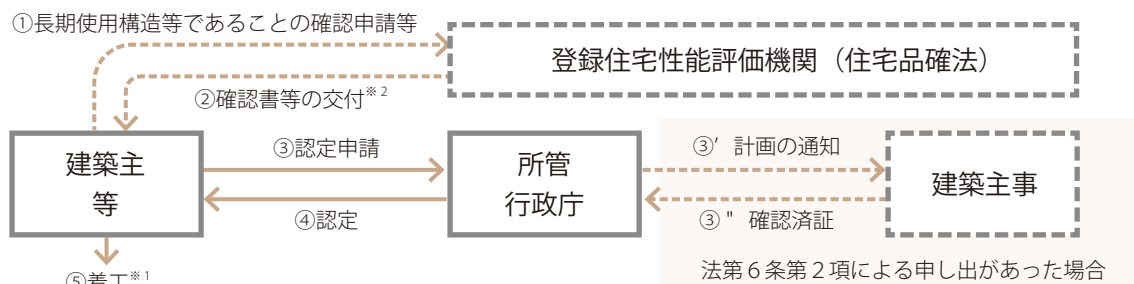 ①長期使用構造等であることの確認申請等
登録住宅性能評価機関（住宅品確法）
②確認書等の交付※2
建築主
等
③認定申請
④認定
所管
行政庁
③’ 計画の通知
③" 確認済証
建築主事
⑤着工※1
法第6条第2項による申し出があった場合